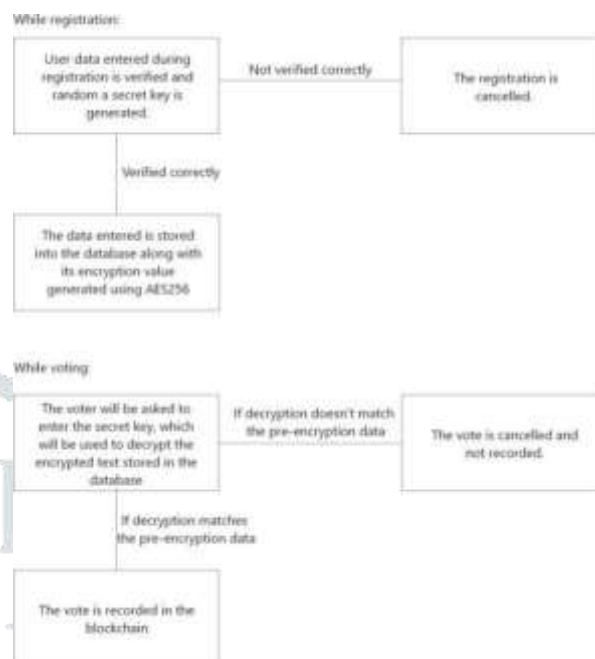 While registration:
User data entered during
registration is verified and
random a secret key is
generated.
Not verified correctly
The registration is
cancelled.
Verified correctly
The data entered is stored
into the database along with
its encryption value
generated using AES256
While voting:
The voter will be asked to
enter the secret key, which
will be used to decrypt the
encrypted text stored in the
database
If decryption doesn't match
the pre-encryption data
The vote is cancelled and
not recorded.
If decryption matches
the pre-encryption data
The vote is recorded in the
blockchain